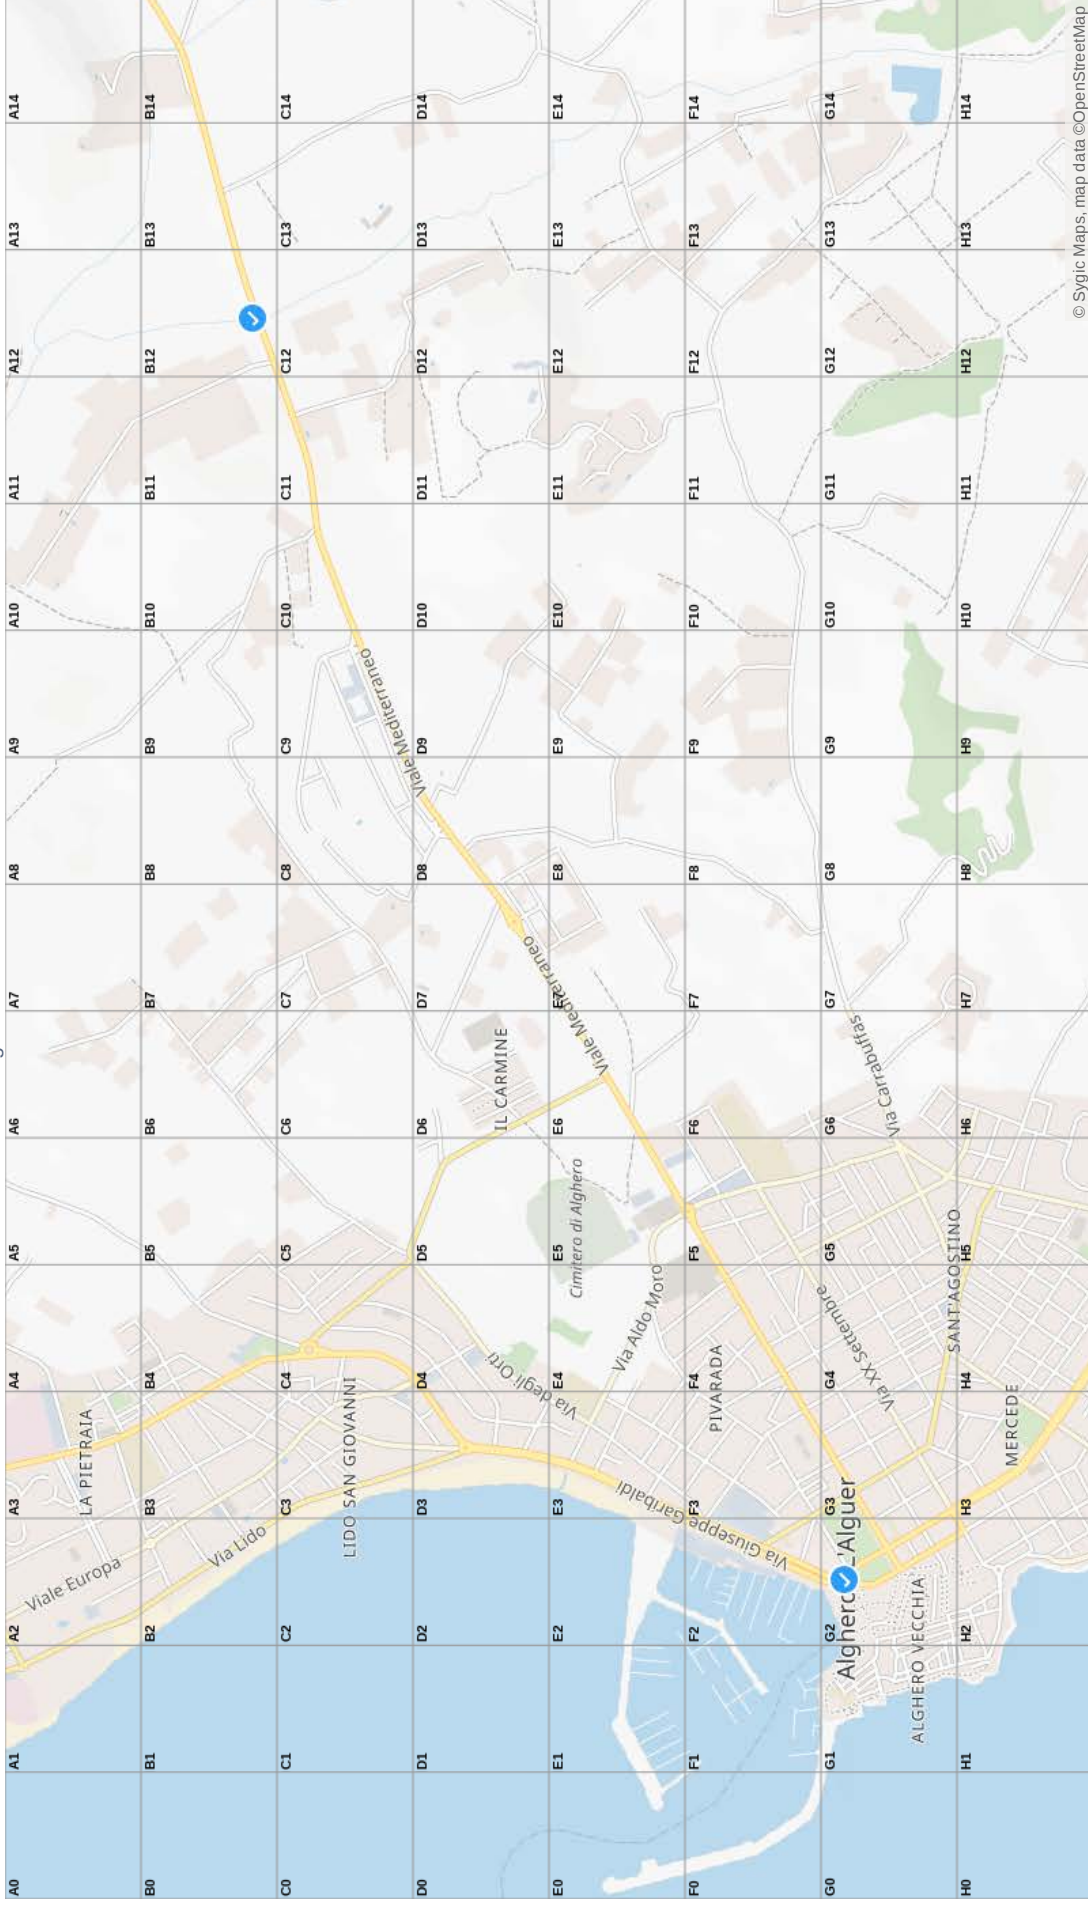 A0 A1 A2 A3 A4 A5 A6 A7 A8 A9 A10 A11 A12 A13 A14
Viale Europa
LA PIETRAIA
B0 B1 B2 B3 B4 B5 B6 B7 B8 B9 B10 B11 B12 B13 B14
Via Lido
C0 C1 C2 C3 C4 C5 C6 C7 C8 C9 C10 C11 C12 C13 C14
LIDO SAN GIOVANNI
Viale Mediterraneo
D0 D1 D2 D3 D4 D5 D6 D7 D8 D9 D10 D11 D12 D13 D14
Via degli Orti
IL CARMINE
Viale Mediterraneo
E0 E1 E2 E3 E4 E5 E6 E7 E8 E9 E10 E11 E12 E13 E14
Cimitero di Alghero
Via Aldo Moro
Viale Mediterraneo
Via Giuseppe Garibaldi
F0 F1 F2 F3 F4 F5 F6 F7 F8 F9 F10 F11 F12 F13 F14
PIVARADA
Via XX Settembre
G0 G1 G2 G3 G4 G5 G6 G7 G8 G9 G10 G11 G12 G13 G14
L'Alguer
Via Carrabuffas
ALGHERO VECCHIA
SANT'AGOSTINO
H0 H1 H2 H3 H4 H5 H6 H7 H8 H9 H10 H11 H12 H13 H14
MERCEDE
© Sygic Maps, map data ©OpenStreetMap